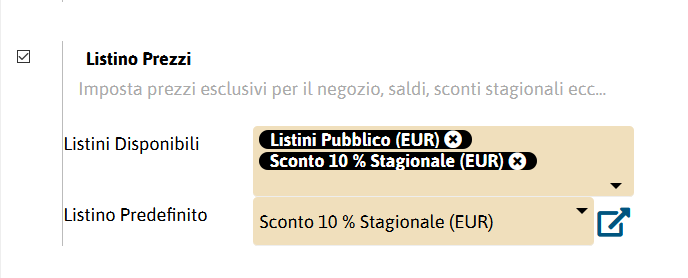 Listino Prezzi
Imposta prezzi esclusivi per il negozio, saldi, sconti stagionali ecc...
Listini Disponibili
Listini Pubblico (EUR)
Sconto 10 % Stagionale (EUR)
Listino Predefinito
Sconto 10 % Stagionale (EUR)